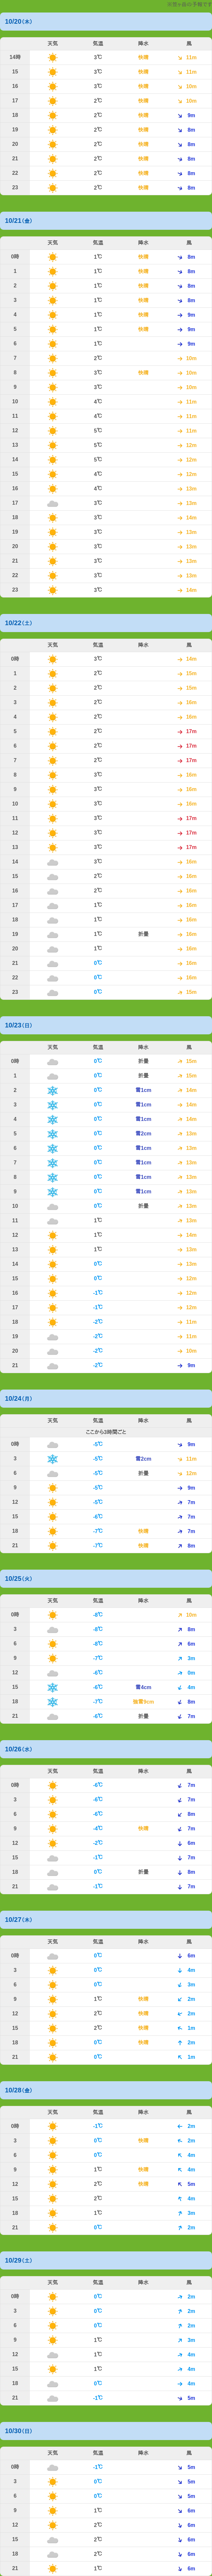 10/20(木)
天気 気温 降水 風
14時 3℃ 快晴 11m
15 3℃ 快晴 11m
16 3℃ 快晴 10m
17 2℃ 快晴 10m
18 2℃ 快晴 9m
19 2℃ 快晴 8m
20 2℃ 快晴 8m
21 2℃ 快晴 8m
22 2℃ 快晴 8m
23 2℃ 快晴 8m
10/21(金)
天気 気温 降水 風
0時 1℃ 快晴 8m
1 1℃ 快晴 8m
2 1℃ 快晴 8m
3 1℃ 快晴 8m
4 1℃ 快晴 9m
5 1℃ 快晴 9m
6 1℃ 9m
7 2℃ 10m
8 3℃ 快晴 10m
9 3℃ 10m
10 4℃ 11m
11 4℃ 11m
12 5℃ 11m
13 5℃ 12m
14 5℃ 12m
15 4℃ 12m
16 4℃ 13m
17 3℃ 13m
18 3℃ 14m
19 3℃ 13m
20 3℃ 13m
21 3℃ 13m
22 3℃ 13m
23 3℃ 14m
10/22(土)
天気 気温 降水 風
0時 3℃ 14m
1 2℃ 15m
2 2℃ 15m
3 2℃ 16m
4 2℃ 16m
5 2℃ 17m
6 2℃ 17m
7 2℃ 17m
8 3℃ 16m
9 3℃ 16m
10 3℃ 16m
11 3℃ 17m
12 3℃ 17m
13 3℃ 17m
14 3℃ 16m
15 2℃ 16m
16 2℃ 16m
17 1℃ 16m
18 1℃ 16m
19 1℃ 折曇 16m
20 1℃ 16m
21 0℃ 16m
22 0℃ 16m
23 0℃ 15m
10/23(日)
天気 気温 降水 風
0時 0℃ 折曇 15m
1 0℃ 折曇 15m
2 0℃ 雪1cm 14m
3 0℃ 雪1cm 14m
4 0℃ 雪1cm 14m
5 0℃ 雪2cm 13m
6 0℃ 雪1cm 13m
7 0℃ 雪1cm 13m
8 0℃ 雪1cm 13m
9 0℃ 雪1cm 13m
10 0℃ 折曇 13m
11 1℃ 13m
12 1℃ 14m
13 1℃ 13m
14 0℃ 13m
15 0℃ 12m
16 -1℃ 12m
17 -1℃ 12m
18 -2℃ 11m
19 -2℃ 11m
20 -2℃ 10m
21 -2℃ 9m
10/24(月)
天気 気温 降水 風
ここから3時間ごと
0時 -5℃ 9m
3 -5℃ 雪2cm 11m
6 -5℃ 折曇 12m
9 -5℃ 9m
12 -5℃ 7m
15 -6℃ 7m
18 -7℃ 快晴 7m
21 -7℃ 快晴 8m
10/25(火)
天気 気温 降水 風
0時 -8℃ 10m
3 -8℃ 8m
6 -8℃ 6m
9 -7℃ 3m
12 -6℃ 0m
15 -6℃ 雪4cm 4m
18 -7℃ 強雪9cm 6m
21 -6℃ 折曇 7m
10/26(水)
天気 気温 降水 風
0時 -6℃ 7m
3 -6℃ 7m
6 -6℃ 8m
9 -4℃ 快晴 7m
12 -2℃ 6m
15 -1℃ 7m
18 0℃ 折曇 8m
21 -1℃ 7m
10/27(木)
天気 気温 降水 風
0時 0℃ 6m
3 0℃ 4m
6 0℃ 3m
9 1℃ 快晴 2m
12 2℃ 快晴 2m
15 2℃ 快晴 1m
18 0℃ 快晴 2m
21 0℃ 1m
10/28(金)
天気 気温 降水 風
0時 -1℃ 2m
3 0℃ 快晴 2m
6 0℃ 4m
9 1℃ 快晴 4m
12 2℃ 快晴 5m
15 2℃ 4m
18 1℃ 3m
21 0℃ 2m
10/29(土)
天気 気温 降水 風
0時 0℃ 2m
3 0℃ 2m
6 0℃ 2m
9 1℃ 3m
12 1℃ 4m
15 1℃ 4m
18 0℃ 4m
21 -1℃ 5m
10/30(日)
天気 気温 降水 風
0時 -1℃ 5m
3 0℃ 5m
6 0℃ 5m
9 1℃ 6m
12 2℃ 6m
15 2℃ 6m
18 2℃ 6m
21 1℃ 6m